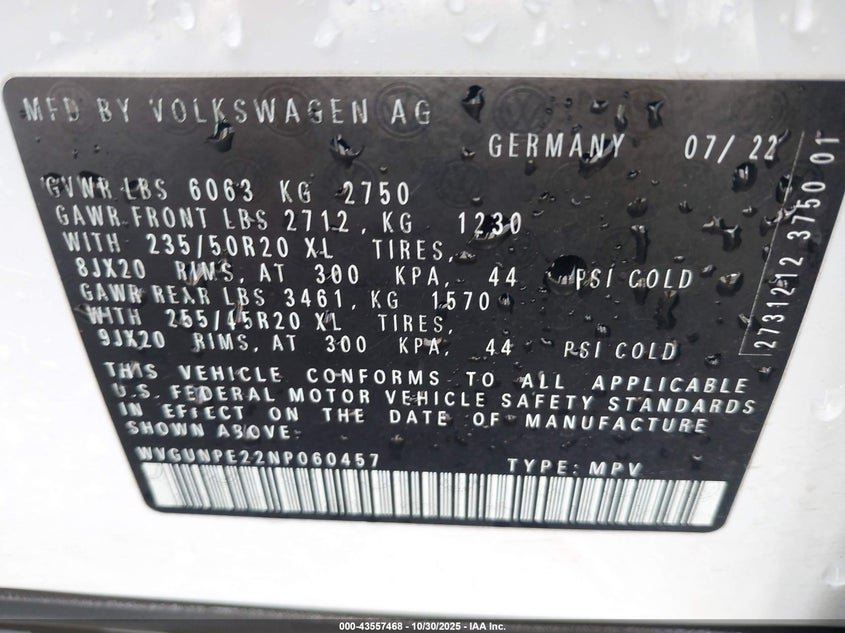 MFD BY VOLKSWAGEN AG
GERMANY 07/ 22
GVWR LBS 6063 KG 2750
GAWR FRONT LBS 2712, KG 1230
WITH 235/50R20 XL TIRES,
8JX20 RIMS, AT 300 KPA, 44 PSI COLD
GAWR REAR LBS 3461, KG 1570
WITH 255/45R20 XL TIRES,
9JX20 RIMS, AT 300 KPA, 44 PSI COLD
THIS VEHICLE CONFORMS TO ALL APPLICABLE
U.S. FEDERAL MOTOR VEHICLE SAFETY STANDARDS
IN EFFECT ON THE DATE OF MANUFACTURE
SHOWN ABOVE.
WVGUNPE22NP060457 TYPE: MPV
2731212 3750 01
000-43557468 - 10/30/2025 - IAA Inc.